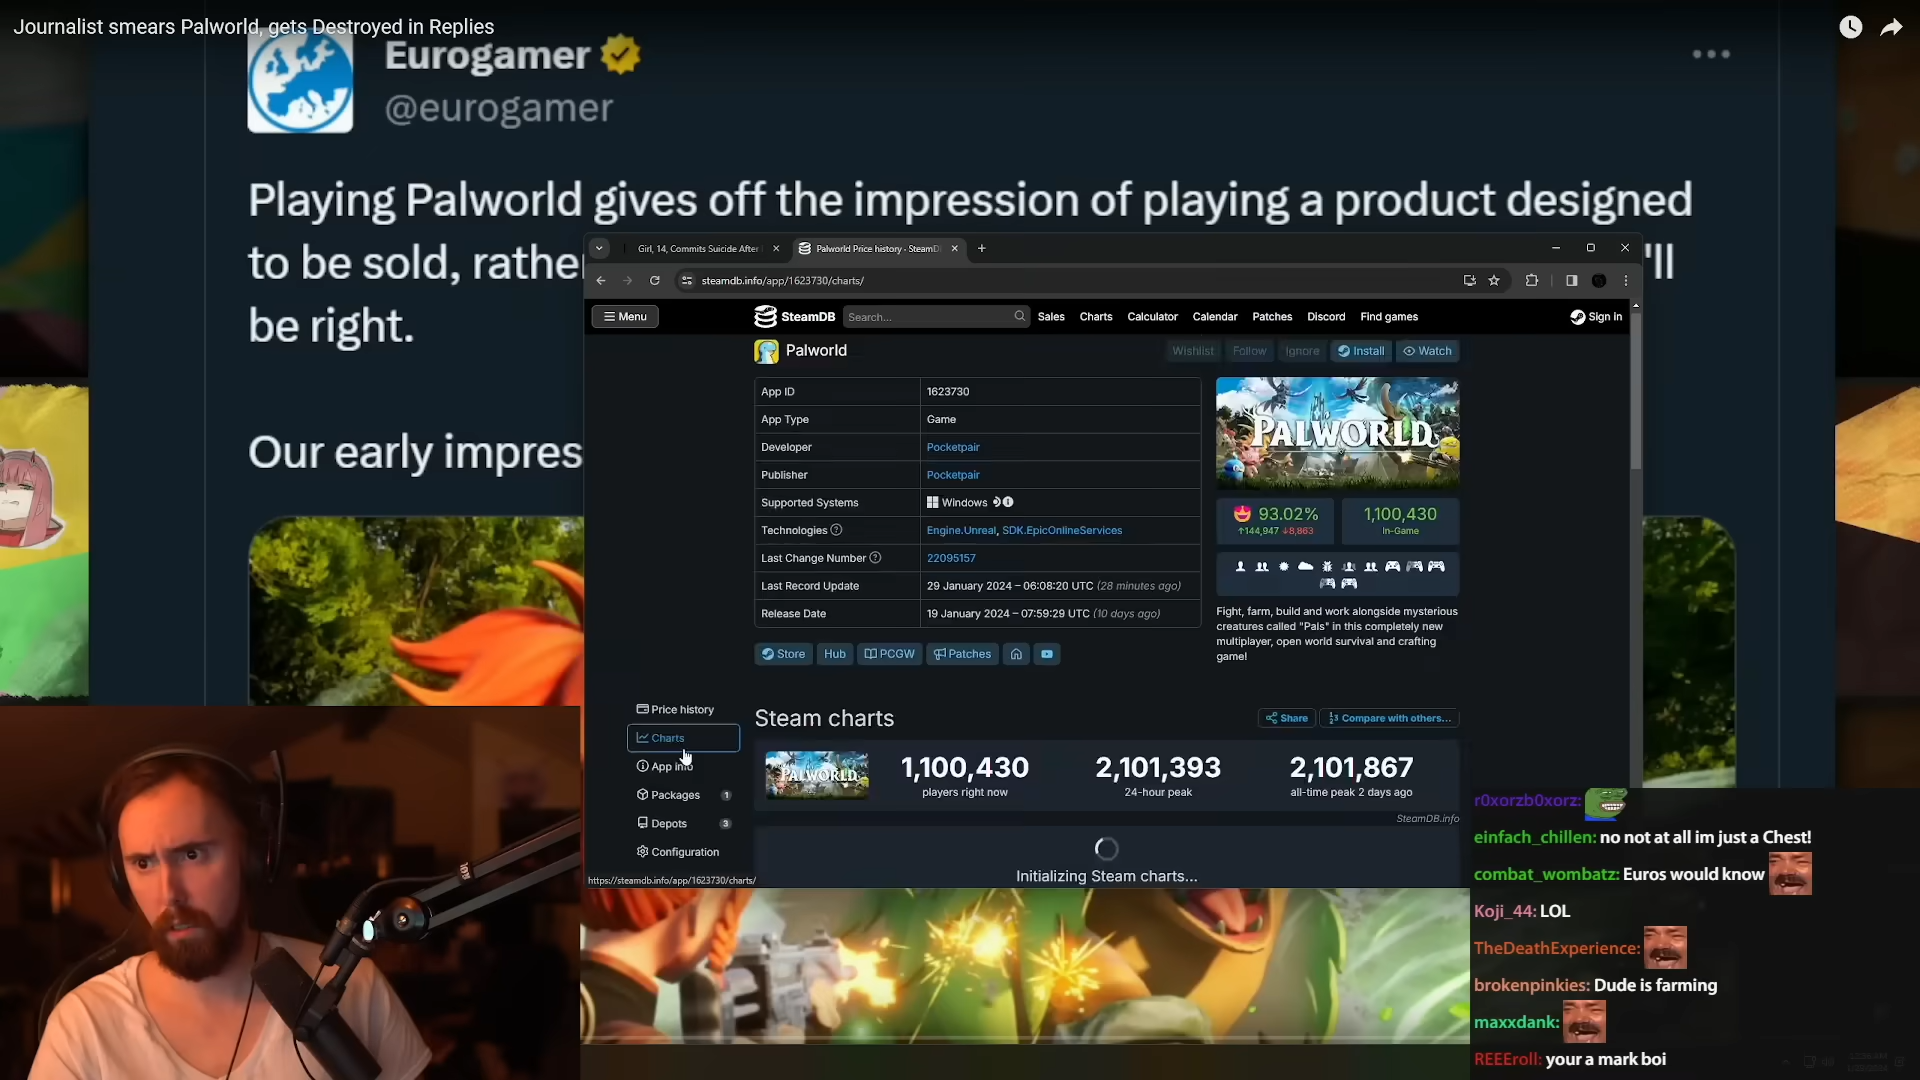 Journalist smears Palworld, gets Destroyed in Replies
Eurogamer
@eurogamer
Playing Palworld gives off the impression of playing a product designed
to be sold, rather
'll
be right.
Our early impres
Girl, 14, Commits Suicide After
Palworld Price history · SteamD
steamdb.info/app/1623730/charts/
Menu
SteamDB
Search...
Sales
Charts
Calculator
Calendar
Patches
Discord
Find games
Sign in
Palworld
Wishlist
Follow
Ignore
Install
Watch
App ID 1623730
App Type Game
Developer Pocketpair
Publisher Pocketpair
Supported Systems Windows
Technologies Engine.Unreal, SDK.EpicOnlineServices
Last Change Number 22095157
Last Record Update 29 January 2024 – 06:08:20 UTC (28 minutes ago)
Release Date 19 January 2024 – 07:59:29 UTC (10 days ago)
PALWORLD
93.02%
↑144,947 ↓8,863
1,100,430
In-Game
Fight, farm, build and work alongside mysterious
creatures called "Pals" in this completely new
multiplayer, open world survival and crafting
game!
Store
Hub
PCGW
Patches
Price history
Charts
App info
Packages 1
Depots 3
Configuration
Steam charts
Share
Compare with others...
PALWORLD
1,100,430
players right now
2,101,393
24-hour peak
2,101,867
all-time peak 2 days ago
SteamDB.info
Initializing Steam charts...
https://steamdb.info/app/1623730/charts/
r0xorzb0xorz:
einfach_chillen: no not at all im just a Chest!
combat_wombatz: Euros would know
Koji_44: LOL
TheDeathExperience:
brokenpinkies: Dude is farming
maxxdank:
REEEroll: your a mark boi